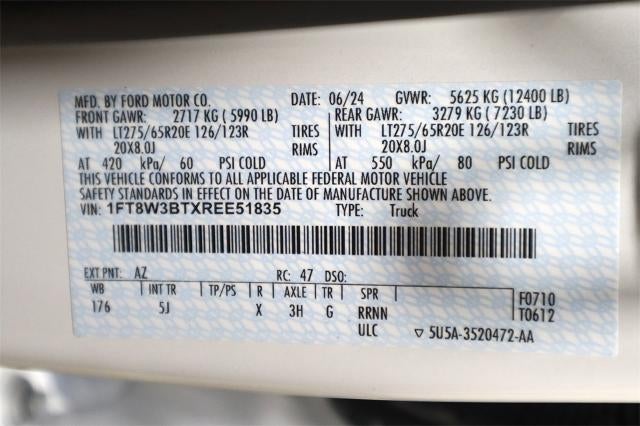 MFD. BY FORD MOTOR CO. DATE: 06/24 GVWR: 5625 KG (12400 LB)
FRONT GAWR: 2717 KG ( 5990 LB) REAR GAWR: 3279 KG ( 7230 LB)
WITH LT275/65R20E 126/123R TIRES WITH LT275/65R20E 126/123R TIRES
20X8.0J RIMS 20X8.0J RIMS
AT 420 kPa/ 60 PSI COLD AT 550 kPa/ 80 PSI COLD
THIS VEHICLE CONFORMS TO ALL APPLICABLE FEDERAL MOTOR VEHICLE
SAFETY STANDARDS IN EFFECT ON THE DATE OF MANUFACTURE SHOWN ABOVE.
VIN: 1FT8W3BTXREE51835 TYPE: Truck
EXT PNT: AZ RC: 47 DSO:
WB INT TR TP/PS R AXLE TR SPR F0710
176 5J X 3H G RRNN T0612
ULC ▽ 5U5A-3520472-AA